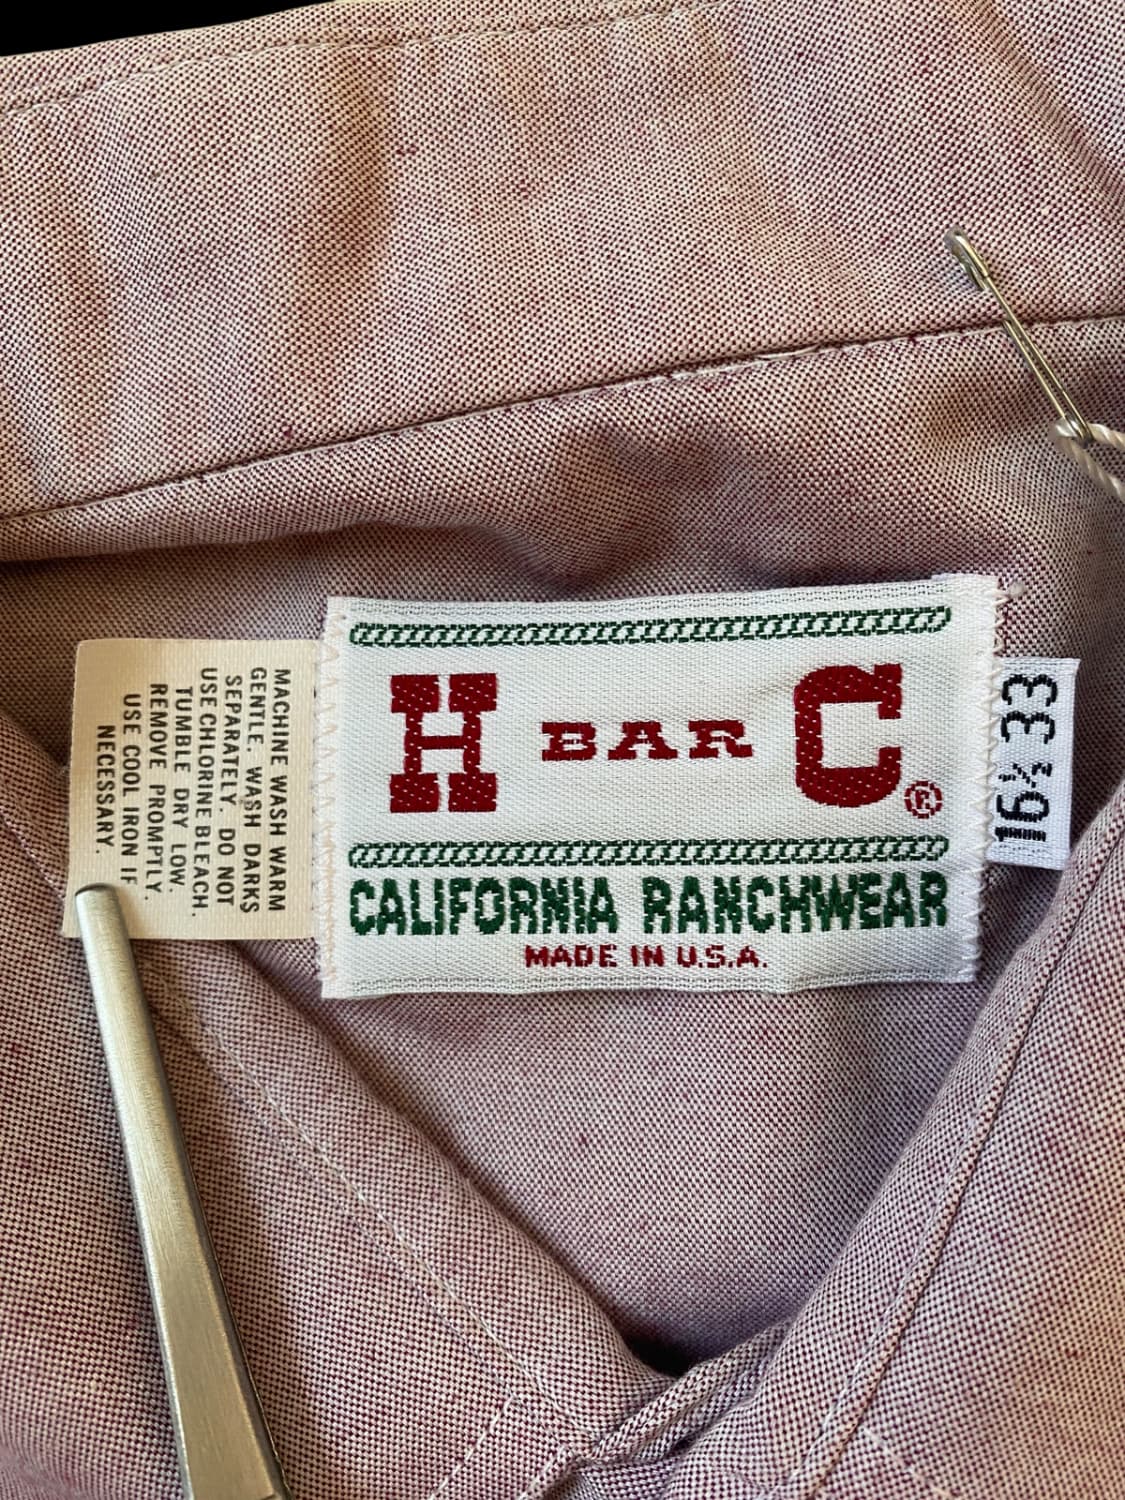 H BAR C ®
CALIFORNIA RANCHWEAR
MADE IN U.S.A.
16½ 33
MACHINE WASH WARM
GENTLE. WASH DARKS
SEPARATELY. DO NOT
USE CHLORINE BLEACH.
TUMBLE DRY LOW.
REMOVE PROMPTLY.
USE COOL IRON IF
NECESSARY.